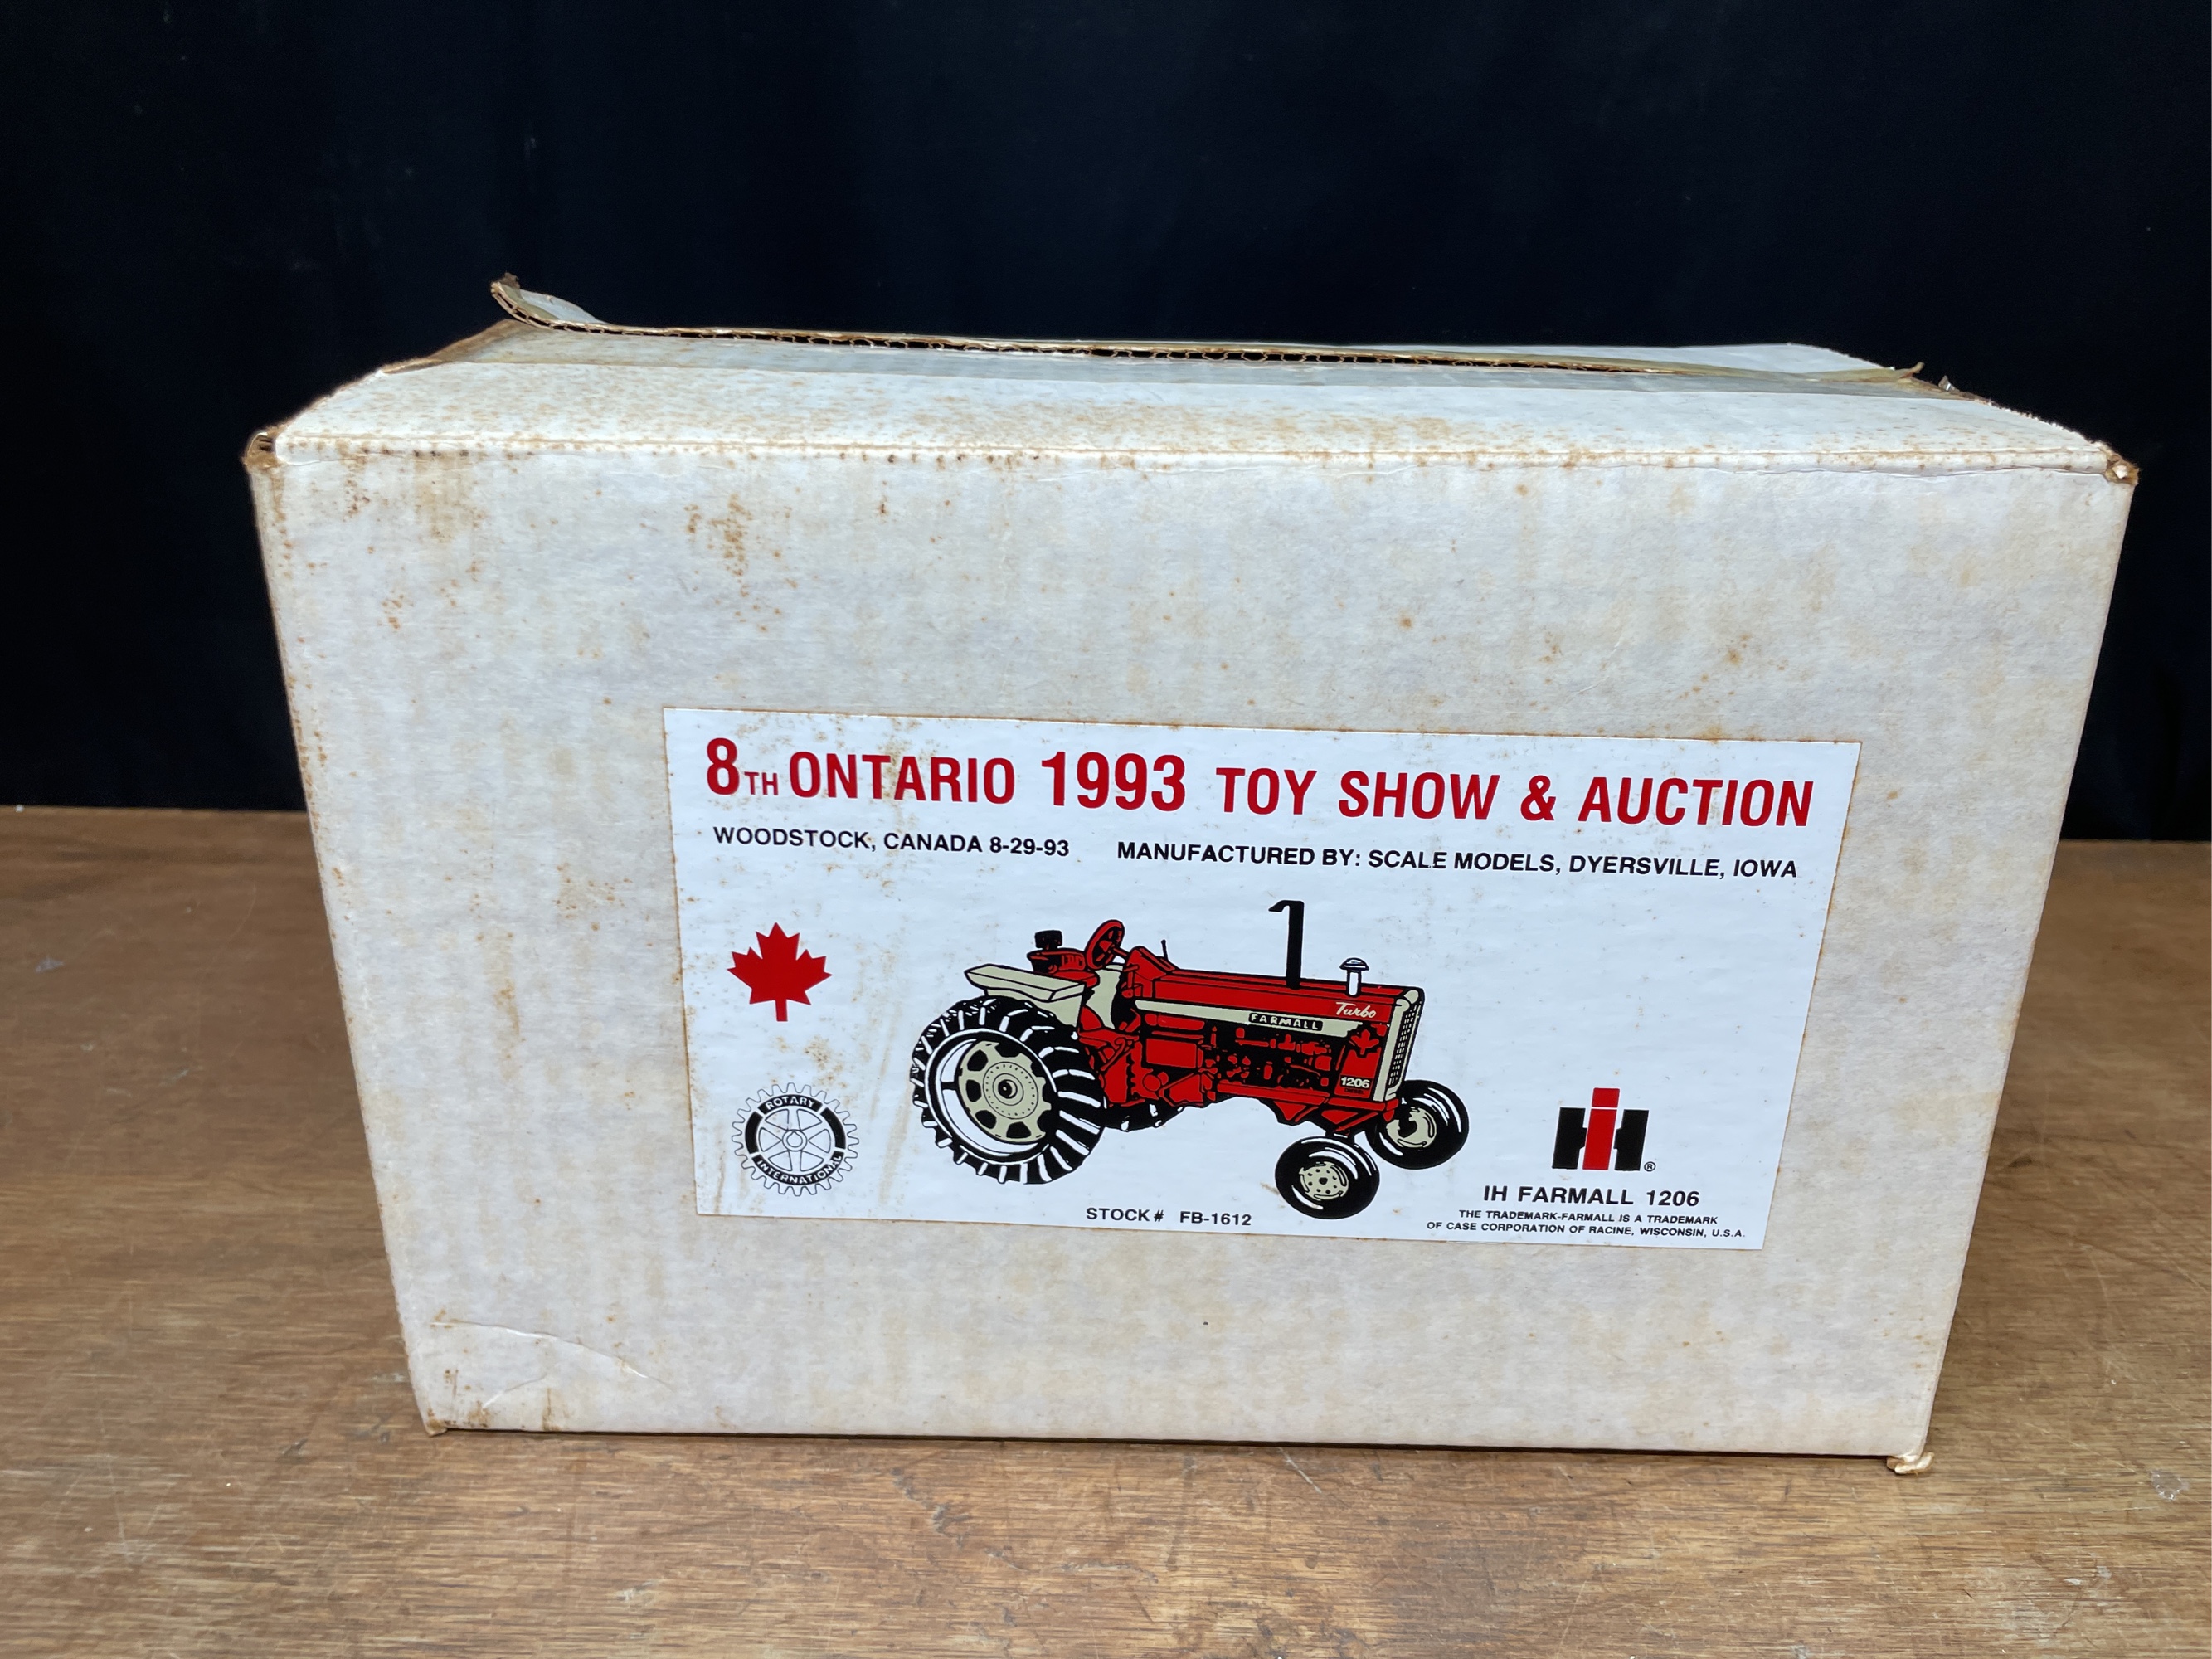 8TH ONTARIO 1993 TOY SHOW & AUCTION
WOODSTOCK, CANADA 8-29-93 MANUFACTURED BY: SCALE MODELS, DYERSVILLE, IOWA
Turbo
FARMALL
1206
ROTARY
INTERNATIONAL
IH ®
IH FARMALL 1206
THE TRADEMARK-FARMALL IS A TRADEMARK
OF CASE CORPORATION OF RACINE, WISCONSIN, U.S.A.
STOCK # FB-1612